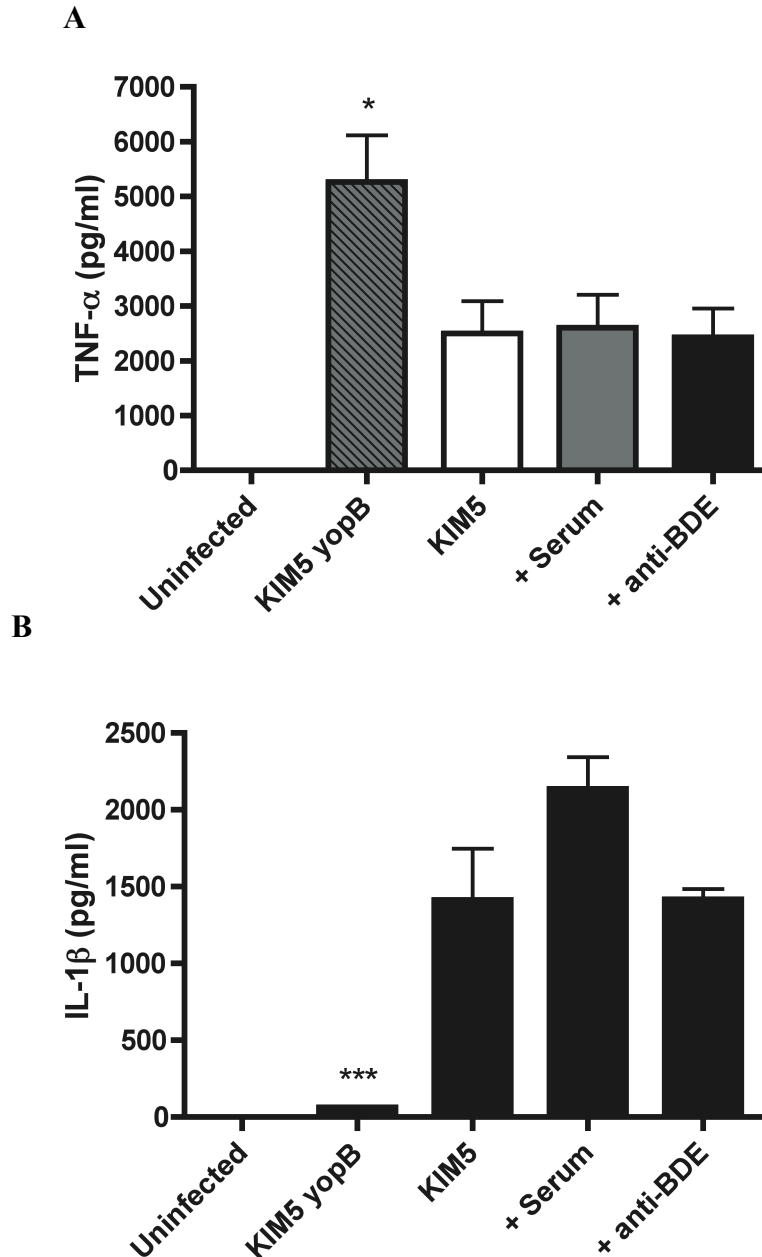 A
TNF-α (pg/ml)
7000
6000
5000
4000
3000
2000
1000
0
*
Uninfected
KIM5 yopB
KIM5
+ Serum
+ anti-BDE
B
IL-1β (pg/ml)
2500
2000
1500
1000
500
0
***
Uninfected
KIM5 yopB
KIM5
+ Serum
+ anti-BDE